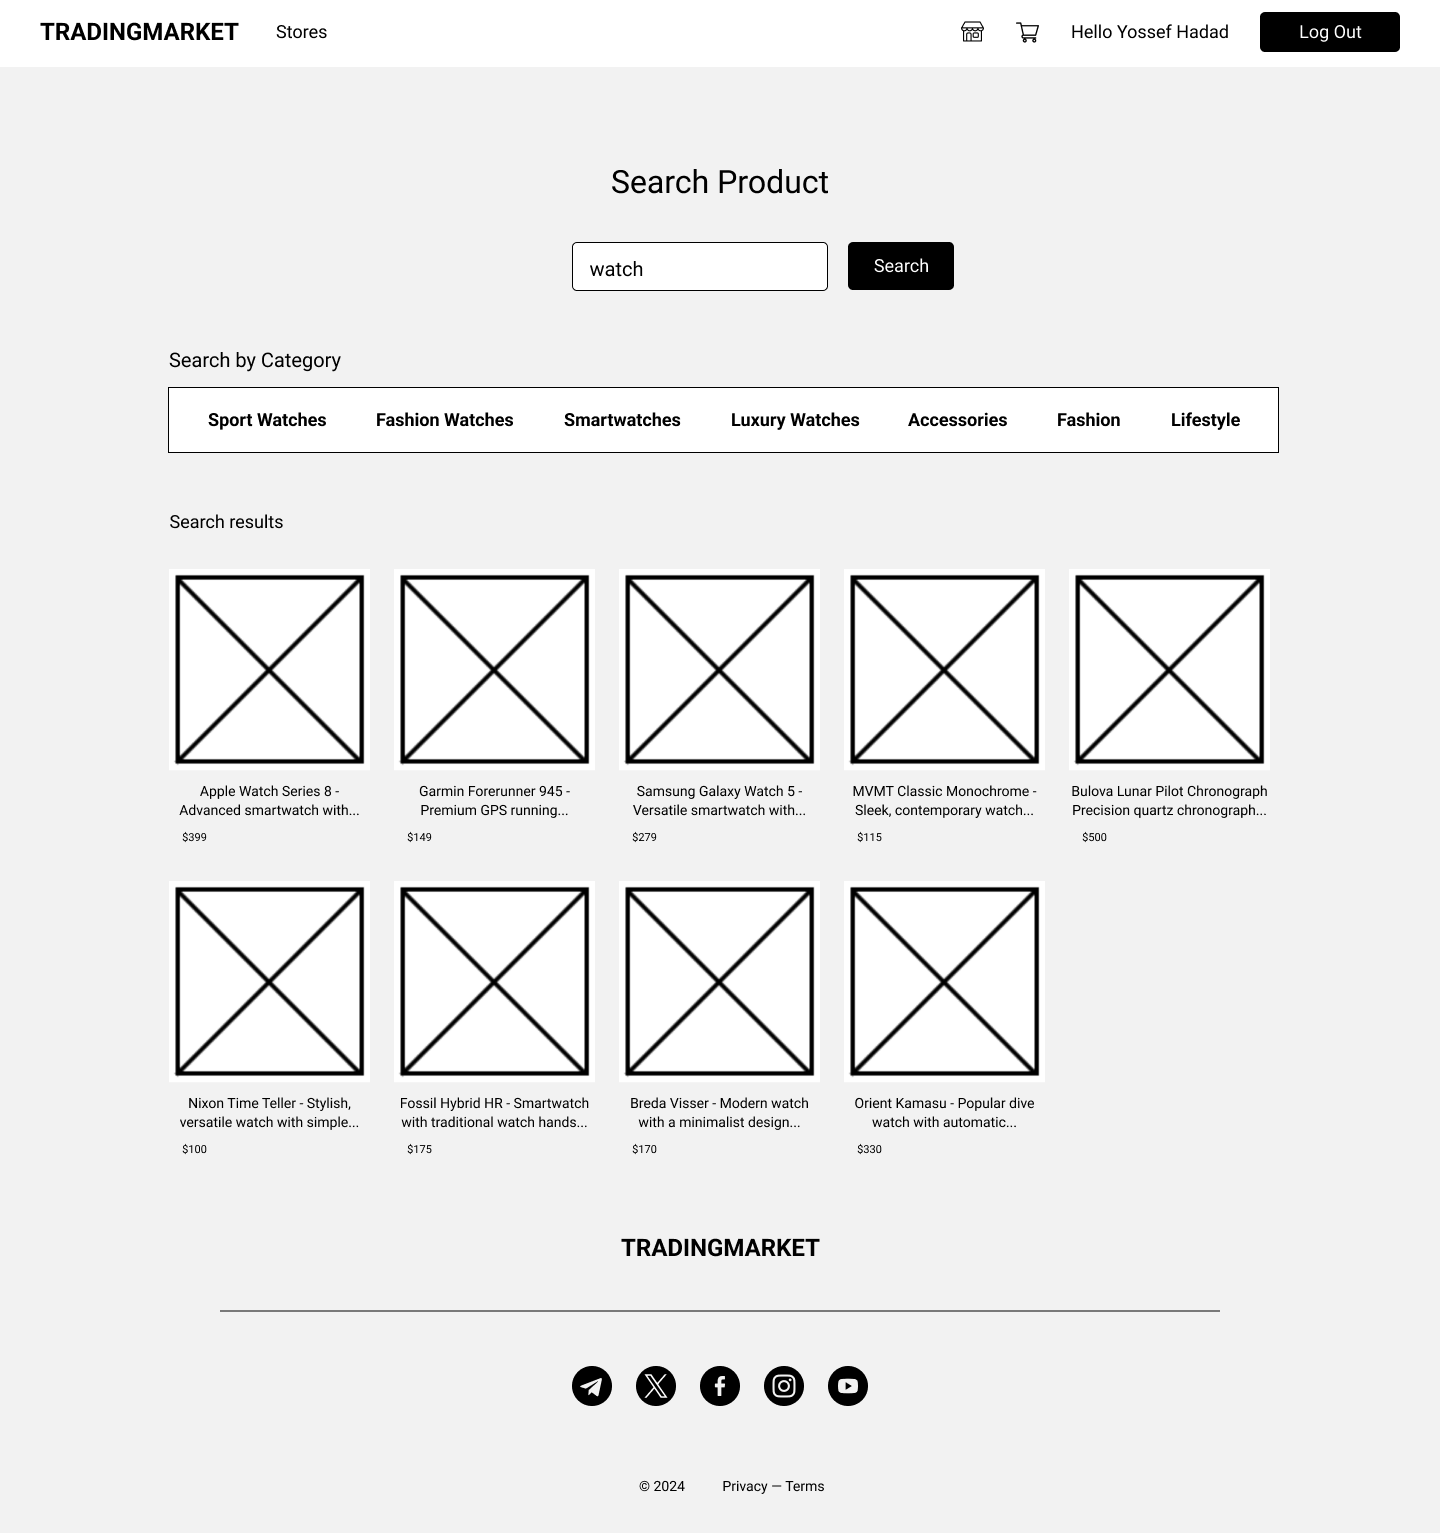 TRADINGMARKET
Stores
Hello Yossef Hadad
Log Out
Search Product
watch
Search
Search by Category
Sport Watches
Fashion Watches
Smartwatches
Luxury Watches
Accessories
Fashion
Lifestyle
Search results
Apple Watch Series 8 -
Advanced smartwatch with...
$399
Garmin Forerunner 945 -
Premium GPS running...
$149
Samsung Galaxy Watch 5 -
Versatile smartwatch with...
$279
MVMT Classic Monochrome -
Sleek, contemporary watch...
$115
Bulova Lunar Pilot Chronograph
Precision quartz chronograph...
$500
Nixon Time Teller - Stylish,
versatile watch with simple...
$100
Fossil Hybrid HR - Smartwatch
with traditional watch hands...
$175
Breda Visser - Modern watch
with a minimalist design...
$170
Orient Kamasu - Popular dive
watch with automatic...
$330
TRADINGMARKET
© 2024
Privacy — Terms